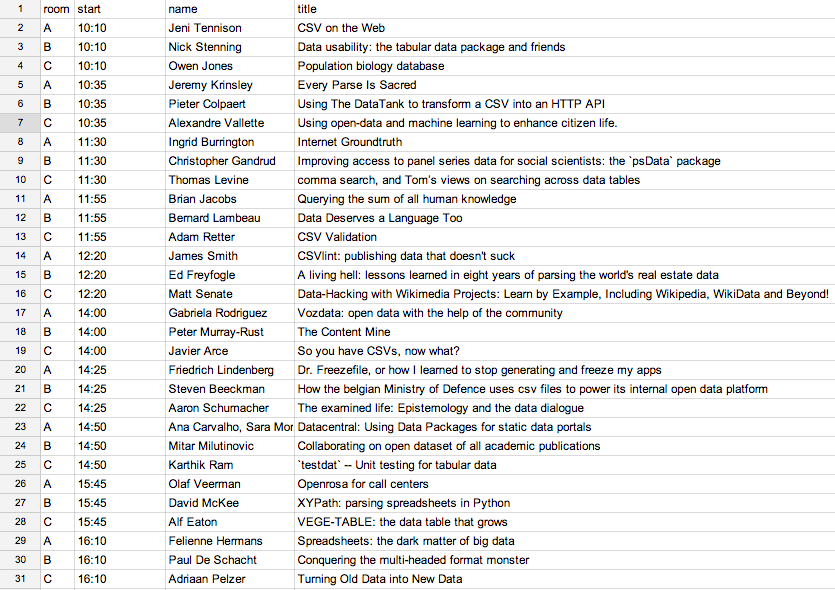 1 room start name title
2 A 10:10 Jeni Tennison CSV on the Web
3 B 10:10 Nick Stenning Data usability: the tabular data package and friends
4 C 10:10 Owen Jones Population biology database
5 A 10:35 Jeremy Krinsley Every Parse Is Sacred
6 B 10:35 Pieter Colpaert Using The DataTank to transform a CSV into an HTTP API
7 C 10:35 Alexandre Vallette Using open-data and machine learning to enhance citizen life.
8 A 11:30 Ingrid Burrington Internet Groundtruth
9 B 11:30 Christopher Gandrud Improving access to panel series data for social scientists: the `psData` package
10 C 11:30 Thomas Levine comma search, and Tom's views on searching across data tables
11 A 11:55 Brian Jacobs Querying the sum of all human knowledge
12 B 11:55 Bernard Lambeau Data Deserves a Language Too
13 C 11:55 Adam Retter CSV Validation
14 A 12:20 James Smith CSVlint: publishing data that doesn't suck
15 B 12:20 Ed Freyfogle A living hell: lessons learned in eight years of parsing the world's real estate data
16 C 12:20 Matt Senate Data-Hacking with Wikimedia Projects: Learn by Example, Including Wikipedia, WikiData and Beyond!
17 A 14:00 Gabriela Rodriguez Vozdata: open data with the help of the community
18 B 14:00 Peter Murray-Rust The Content Mine
19 C 14:00 Javier Arce So you have CSVs, now what?
20 A 14:25 Friedrich Lindenberg Dr. Freezefile, or how I learned to stop generating and freeze my apps
21 B 14:25 Steven Beeckman How the belgian Ministry of Defence uses csv files to power its internal open data platform
22 C 14:25 Aaron Schumacher The examined life: Epistemology and the data dialogue
23 A 14:50 Ana Carvalho, Sara Mor Datacentral: Using Data Packages for static data portals
24 B 14:50 Mitar Milutinovic Collaborating on open dataset of all academic publications
25 C 14:50 Karthik Ram `testdat` -- Unit testing for tabular data
26 A 15:45 Olaf Veerman Openrosa for call centers
27 B 15:45 David McKee XYPath: parsing spreadsheets in Python
28 C 15:45 Alf Eaton VEGE-TABLE: the data table that grows
29 A 16:10 Felienne Hermans Spreadsheets: the dark matter of big data
30 B 16:10 Paul De Schacht Conquering the multi-headed format monster
31 C 16:10 Adriaan Pelzer Turning Old Data into New Data